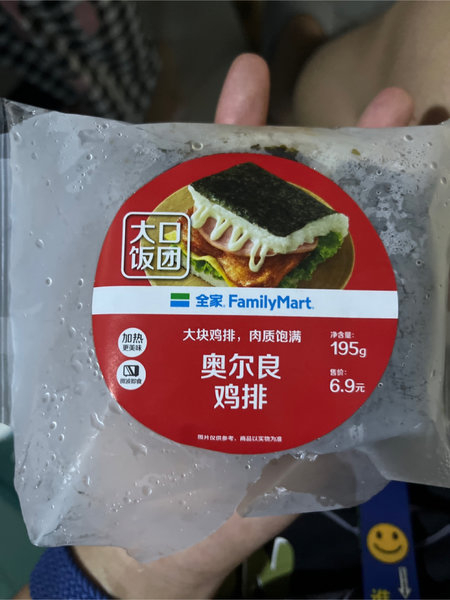 大口
饭团
全家 FamilyMart
加热
更美味
微波即食
大块鸡排，肉质饱满
奥尔良
鸡排
净含量：
195g
售价：
6.9元
图片仅供参考，商品以实物为准